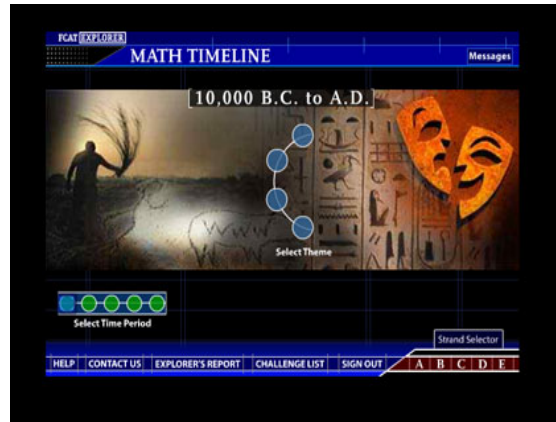 FCAT EXPLORER
MATH TIMELINE
Messages
[10,000 B.C. to A.D.]
Select Theme
Select Time Period
Strand Selector
HELP CONTACT US EXPLORER'S REPORT CHALLENGE LIST SIGN OUT A B C D E